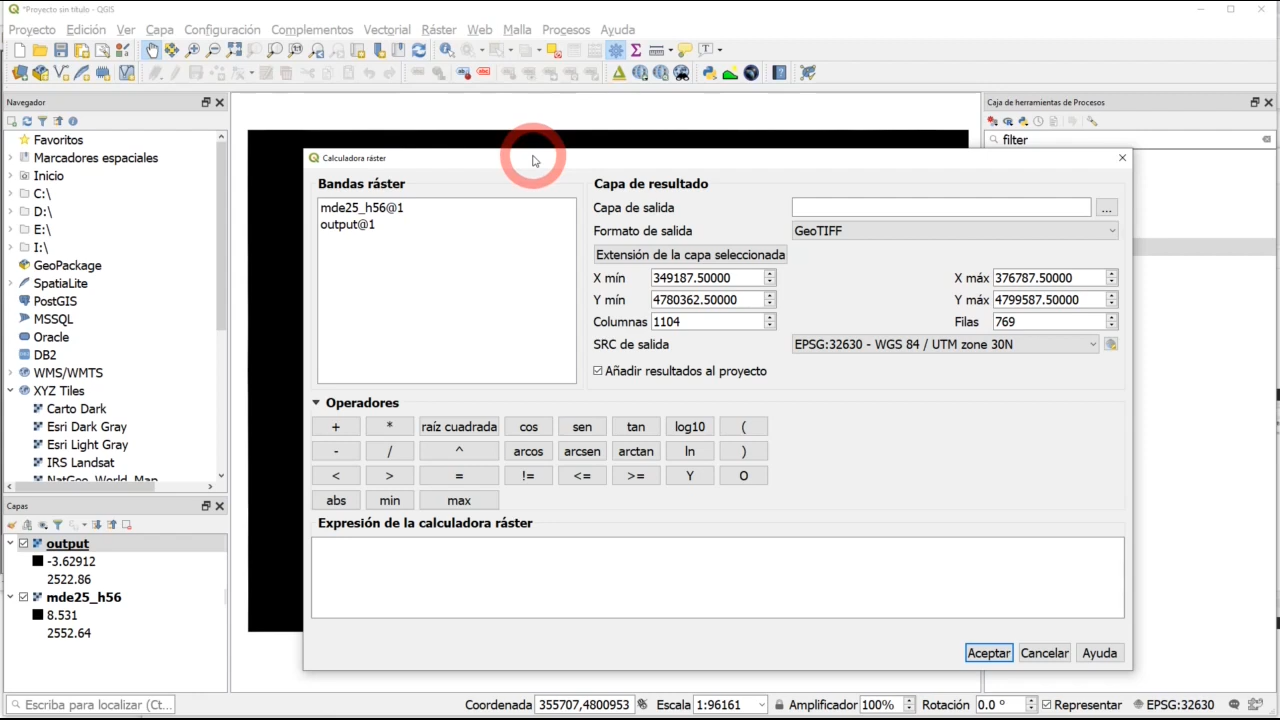 *Proyecto sin título - QGIS
Proyecto Edición Ver Capa Configuración Complementos Vectorial Ráster Web Malla Procesos Ayuda
Navegador
Favoritos
Marcadores espaciales
Inicio
C:\
D:\
E:\
I:\
GeoPackage
SpatiaLite
PostGIS
MSSQL
Oracle
DB2
WMS/WMTS
XYZ Tiles
Carto Dark
Esri Dark Gray
Esri Light Gray
IRS Landsat
NatGeo_World_Map
Capas
output
-3.62912
2522.86
mde25_h56
8.531
2552.64
Caja de herramientas de Procesos
filter
Calculadora ráster
Bandas ráster
mde25_h56@1
output@1
Capa de resultado
Capa de salida ...
Formato de salida GeoTIFF
Extensión de la capa seleccionada
X mín 349187.50000 X máx 376787.50000
Y mín 4780362.50000 Y máx 4799587.50000
Columnas 1104 Filas 769
SRC de salida EPSG:32630 - WGS 84 / UTM zone 30N
Añadir resultados al proyecto
Operadores
+ * raíz cuadrada cos sen tan log10 (
- / ^ arcos arcsen arctan ln )
< > = != <= >= Y O
abs min max
Expresión de la calculadora ráster
Aceptar Cancelar Ayuda
Escriba para localizar (Ct... Coordenada 355707,4800953 Escala 1:96161 Amplificador 100% Rotación 0.0 ° Representar EPSG:32630